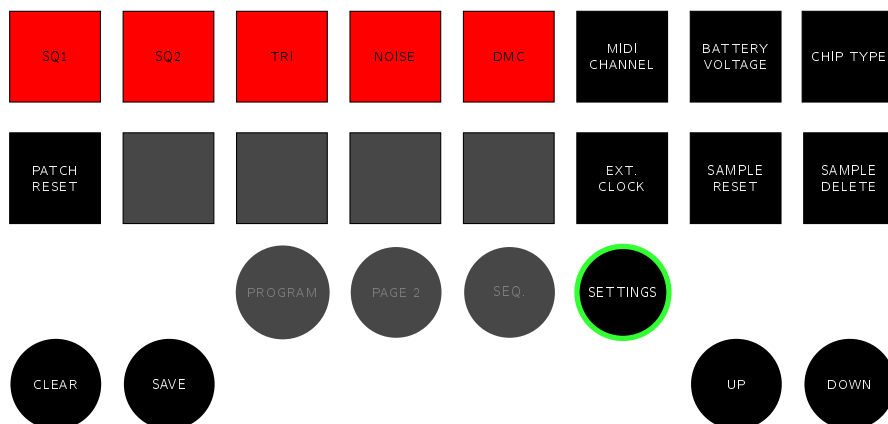 SQ1
SQ2
TRI
NOISE
DMC
MIDI
CHANNEL
BATTERY
VOLTAGE
CHIP TYPE
PATCH
RESET
EXT.
CLOCK
SAMPLE
RESET
SAMPLE
DELETE
PROGRAM
PAGE 2
SEQ.
SETTINGS
CLEAR
SAVE
UP
DOWN